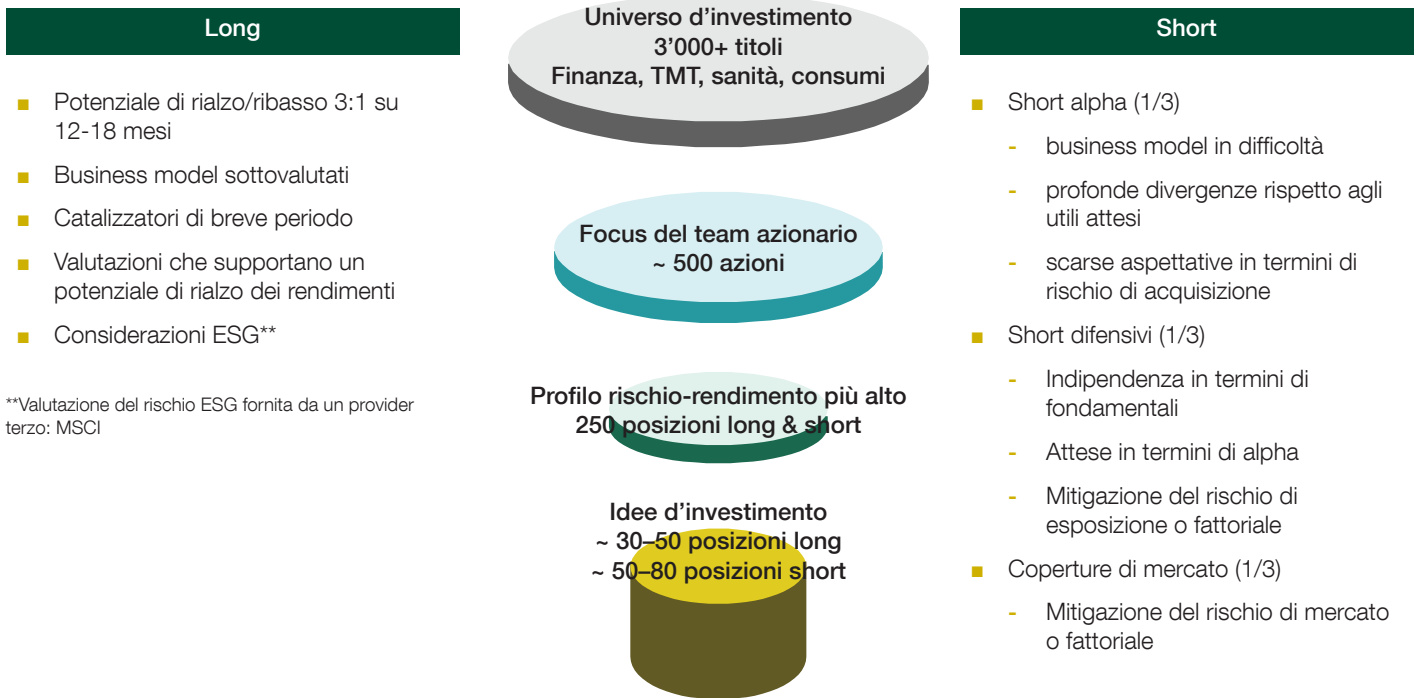 Long
■ Potenziale di rialzo/ribasso 3:1 su
12-18 mesi
■ Business model sottovalutati
■ Catalizzatori di breve periodo
■ Valutazioni che supportano un
potenziale di rialzo dei rendimenti
■ Considerazioni ESG**
**Valutazione del rischio ESG fornita da un provider
terzo: MSCI
Universo d’investimento
3’000+ titoli
Finanza, TMT, sanità, consumi
Focus del team azionario
~ 500 azioni
Profilo rischio-rendimento più alto
250 posizioni long & short
Idee d’investimento
~ 30–50 posizioni long
~ 50–80 posizioni short
Short
■ Short alpha (1/3)
- business model in difficoltà
- profonde divergenze rispetto agli
utili attesi
- scarse aspettative in termini di
rischio di acquisizione
■ Short difensivi (1/3)
- Indipendenza in termini di
fondamentali
- Attese in termini di alpha
- Mitigazione del rischio di
esposizione o fattoriale
■ Coperture di mercato (1/3)
- Mitigazione del rischio di mercato
o fattoriale